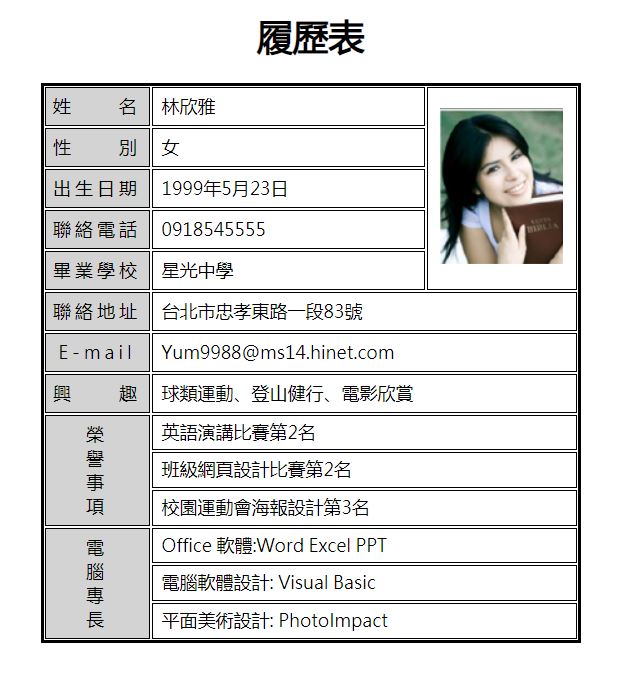 履歷表
姓名 林欣雅
性別 女
出生日期 1999年5月23日
聯絡電話 0918545555
畢業學校 星光中學
BIBLIA
聯絡地址 台北市忠孝東路一段83號
E-mail Yum9988@ms14.hinet.com
興趣 球類運動、登山健行、電影欣賞
榮譽事項
英語演講比賽第2名
班級網頁設計比賽第2名
校園運動會海報設計第3名
電腦專長
Office 軟體:Word Excel PPT
電腦軟體設計: Visual Basic
平面美術設計: PhotoImpact